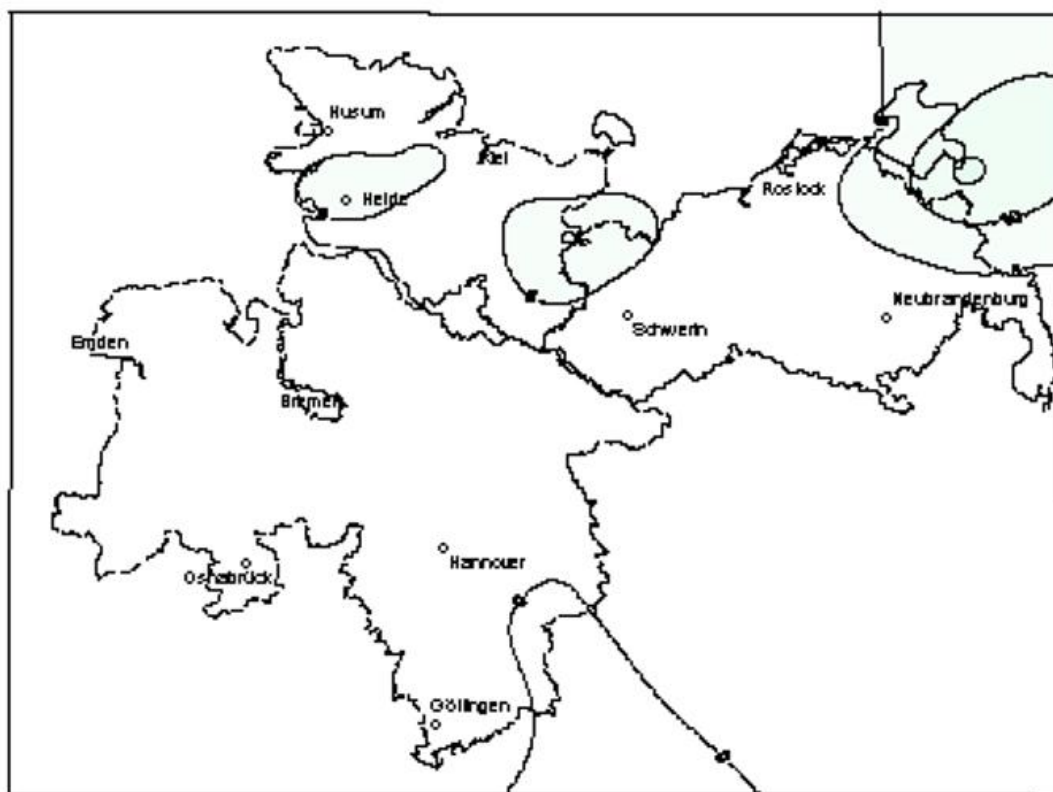 Husum
Kiel
Heide
Rostock
Neubrandenburg
Schwerin
Emden
Bremen
Hannover
Osnabrück
Göttingen